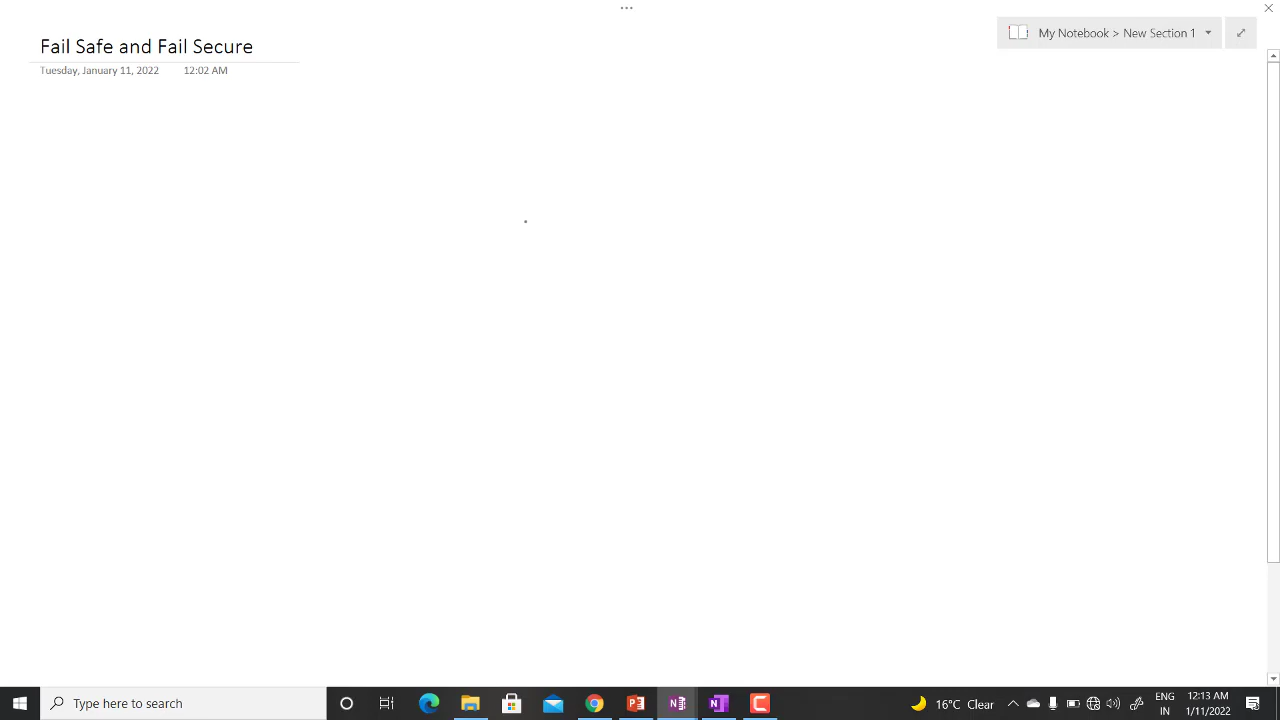 Fail Safe and Fail Secure
Tuesday, January 11, 2022 12:02 AM
My Notebook > New Section 1
Type here to search
16°C Clear
ENG
IN
12:13 AM
1/11/2022